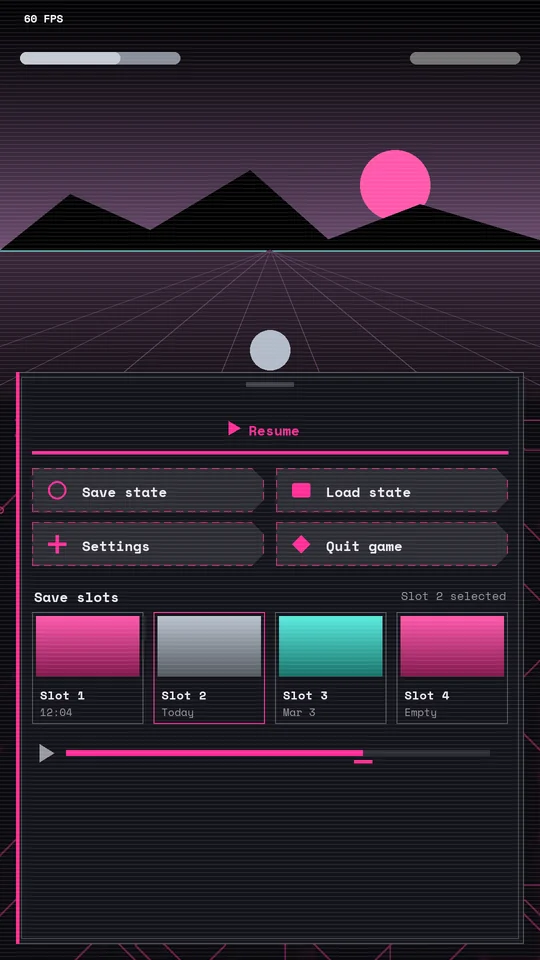 60 FPS
Resume
Save state
Load state
Settings
Quit game
Save slots
Slot 2 selected
Slot 1
12:04
Slot 2
Today
Slot 3
Mar 3
Slot 4
Empty